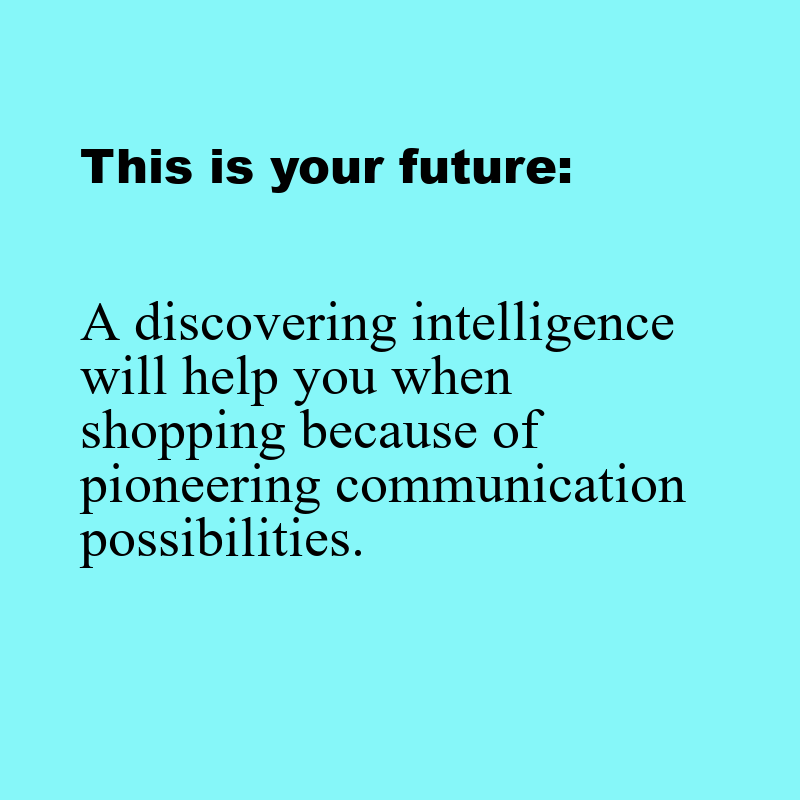 This is your future:
A discovering intelligence
will help you when
shopping because of
pioneering communication
possibilities.